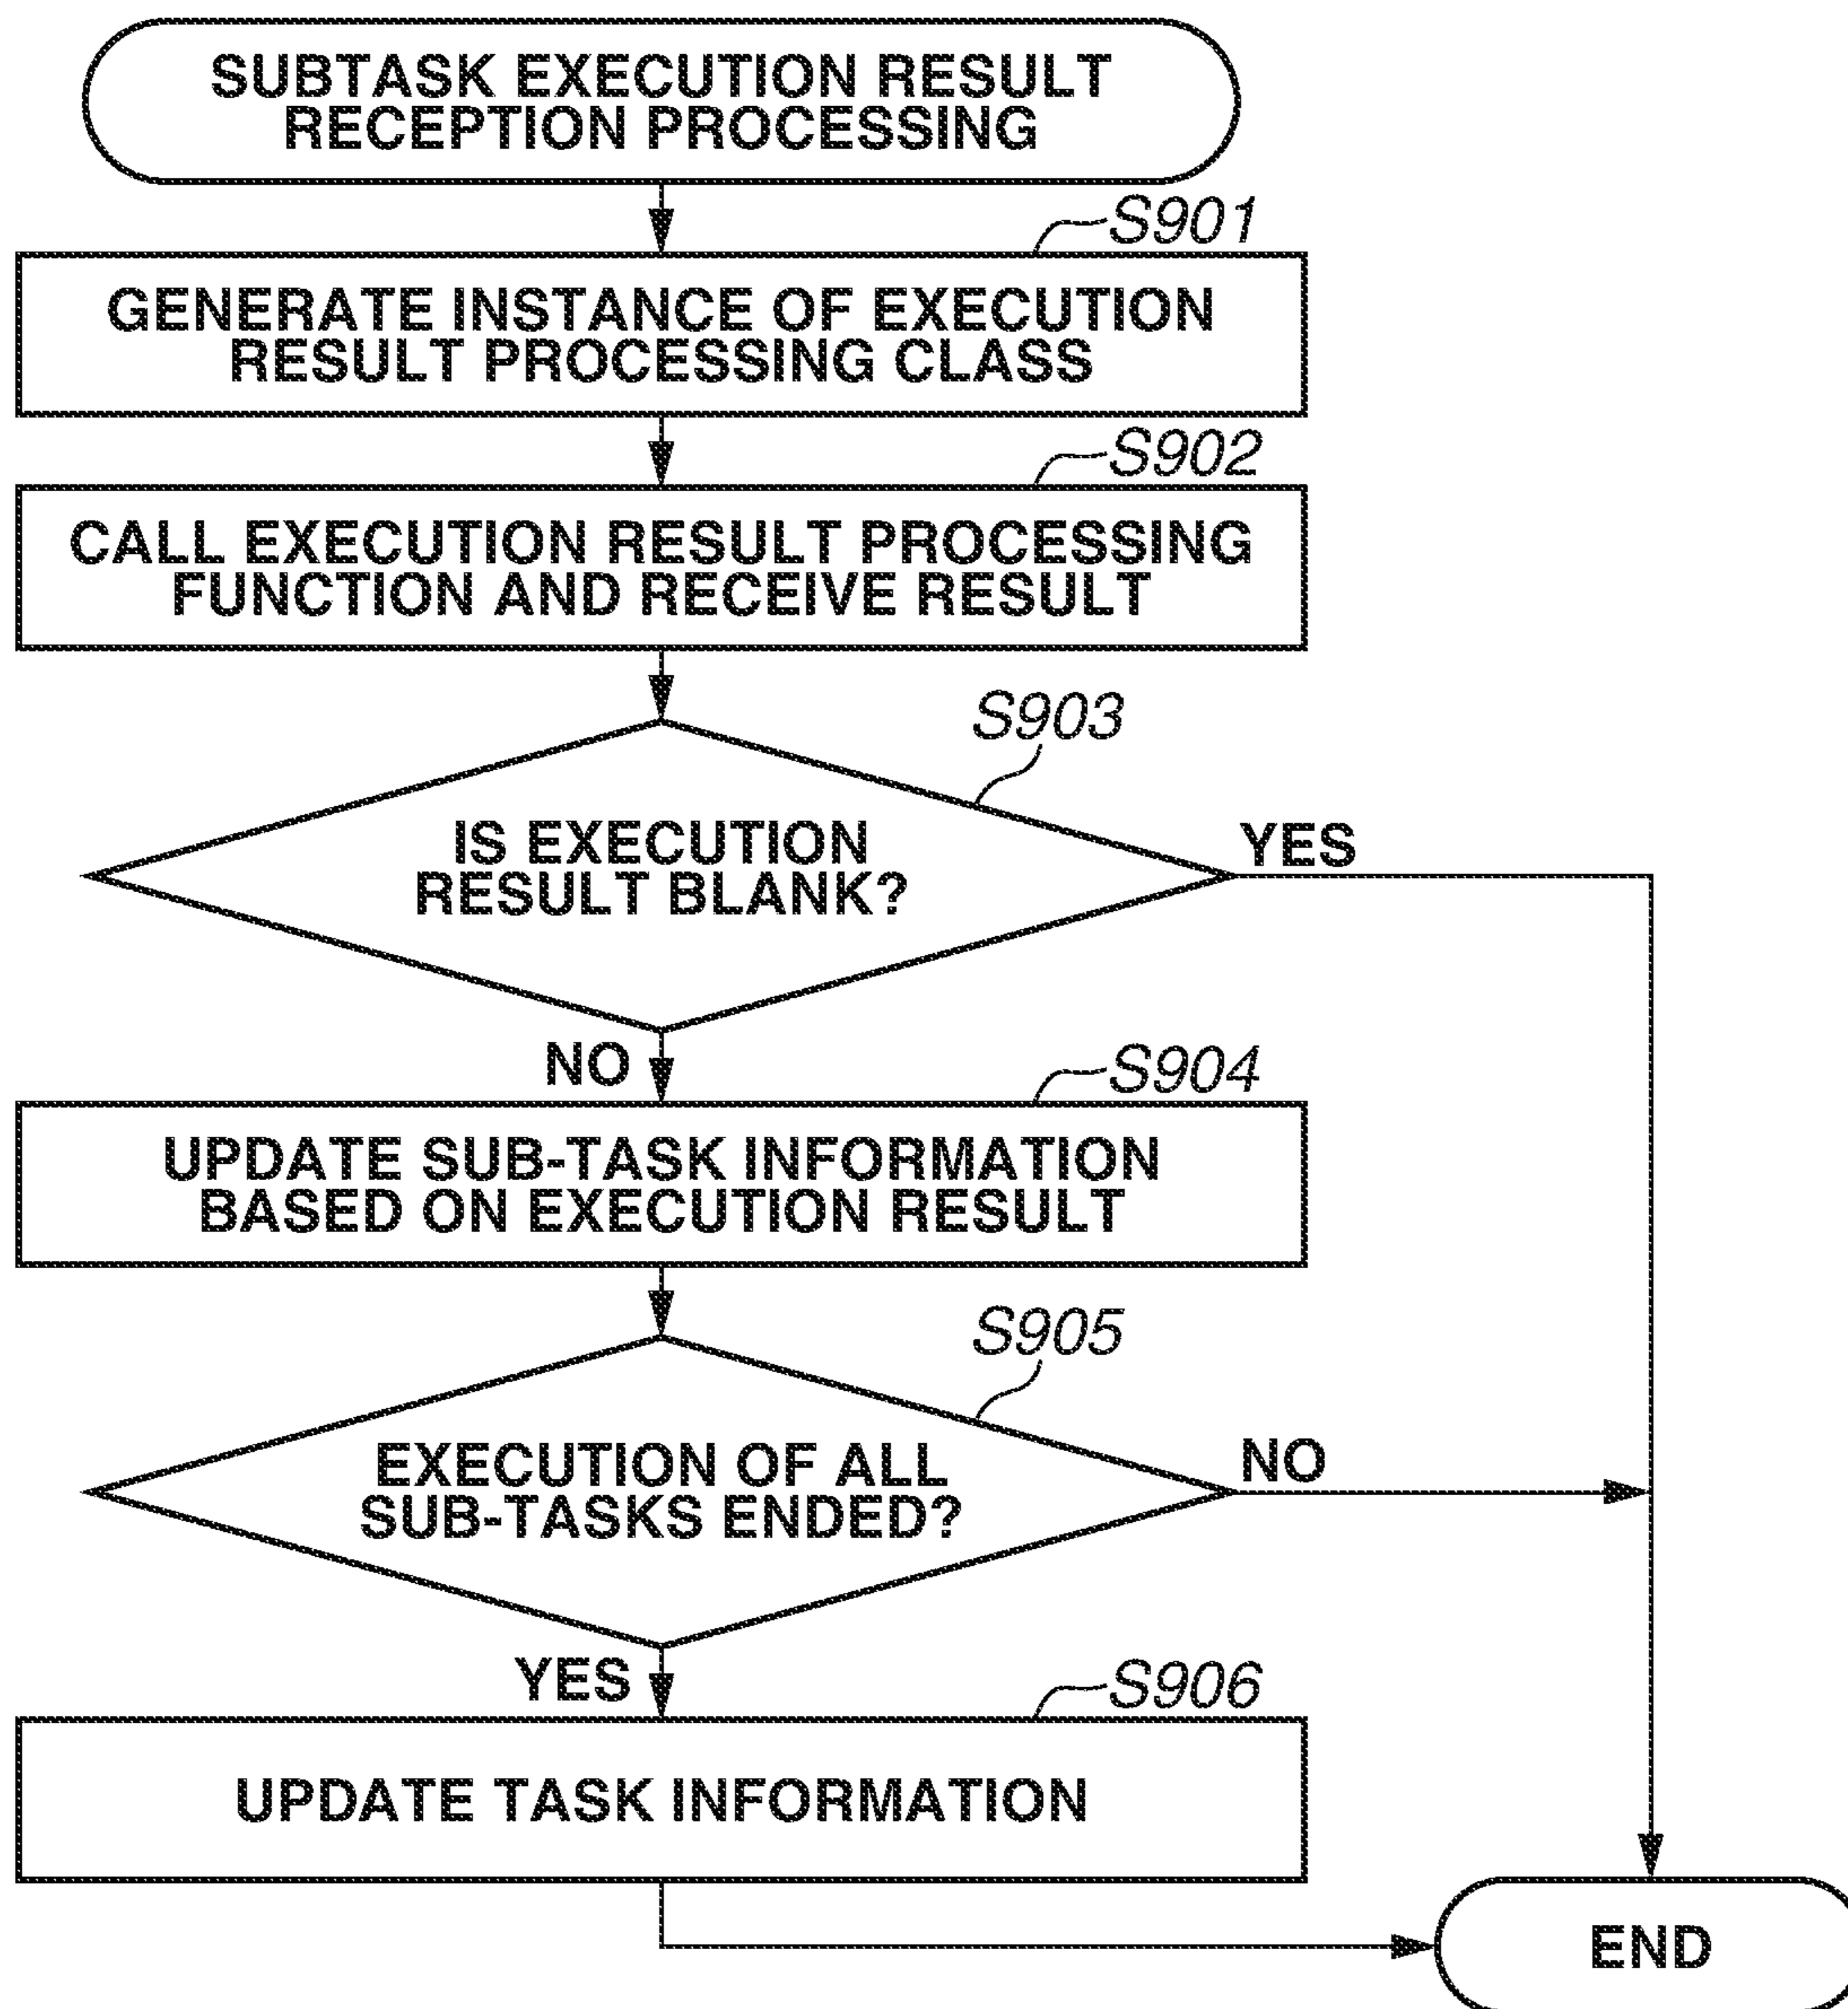 SUBTASK EXECUTION RESULT
RECEPTION PROCESSING
S901
GENERATE INSTANCE OF EXECUTION
RESULT PROCESSING CLASS
S902
CALL EXECUTION RESULT PROCESSING
FUNCTION AND RECEIVE RESULT
S903
IS EXECUTION
RESULT BLANK?
YES
NO
S904
UPDATE SUB-TASK INFORMATION
BASED ON EXECUTION RESULT
S905
EXECUTION OF ALL
SUB-TASKS ENDED?
NO
YES
S906
UPDATE TASK INFORMATION
END